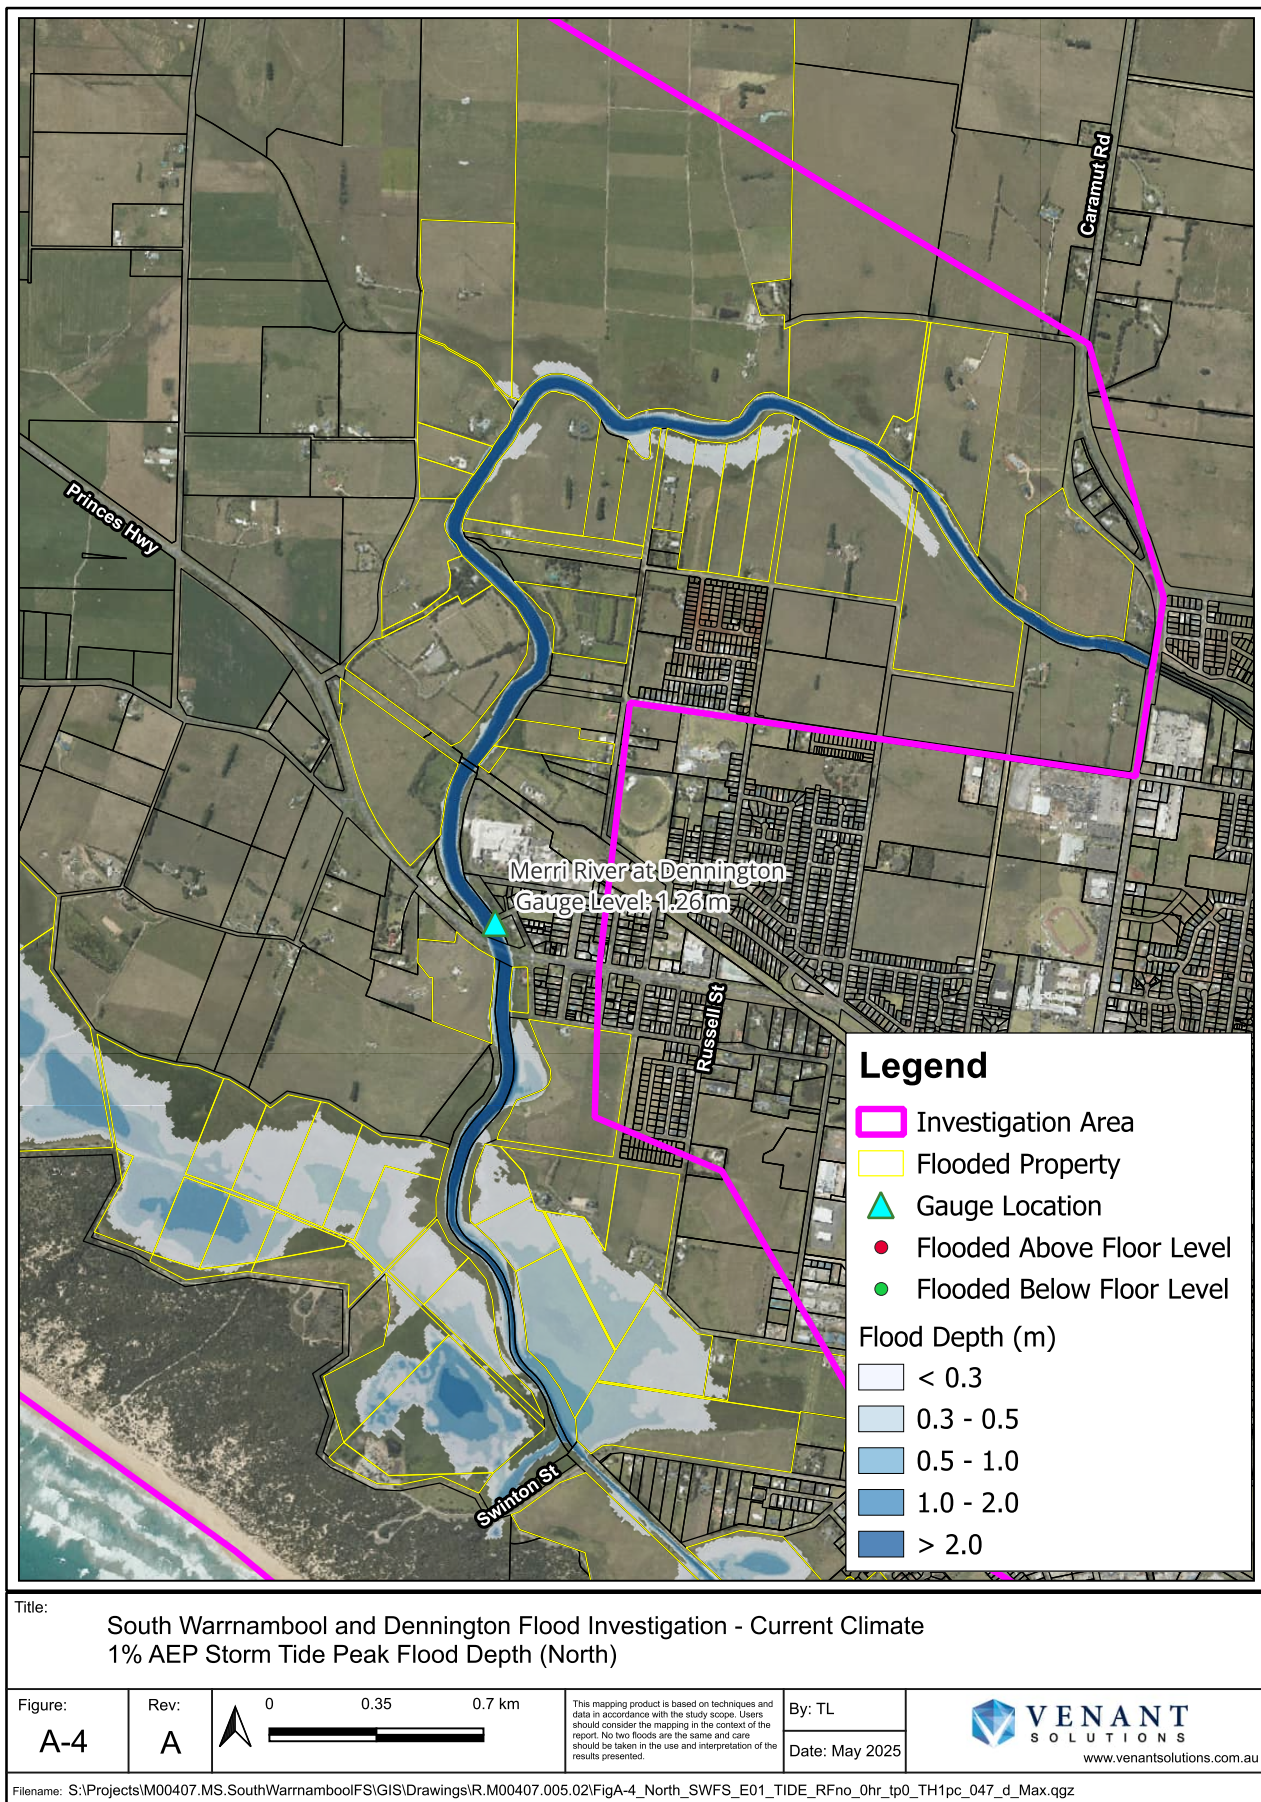 Caramut Rd
Princes Hwy
Merri River at Dennington
Gauge Level: 1.26 m
Russell St
Swinton St
Legend
Investigation Area
Flooded Property
Gauge Location
Flooded Above Floor Level
Flooded Below Floor Level
Flood Depth (m)
< 0.3
0.3 - 0.5
0.5 - 1.0
1.0 - 2.0
> 2.0
Title:
South Warrnambool and Dennington Flood Investigation - Current Climate
1% AEP Storm Tide Peak Flood Depth (North)
Figure:
A-4
Rev:
A
0 0.35 0.7 km
This mapping product is based on techniques and
data in accordance with the study scope. Users
should consider the mapping in the context of the
report. No two floods are the same and care
should be taken in the use and interpretation of the
results presented.
By: TL
Date: May 2025
VENANT
SOLUTIONS
www.venantsolutions.com.au
Filename: S:\Projects\M00407.MS.SouthWarrnamboolFS\GIS\Drawings\R.M00407.005.02\FigA-4_North_SWFS_E01_TIDE_RFno_0hr_tp0_TH1pc_047_d_Max.qgz